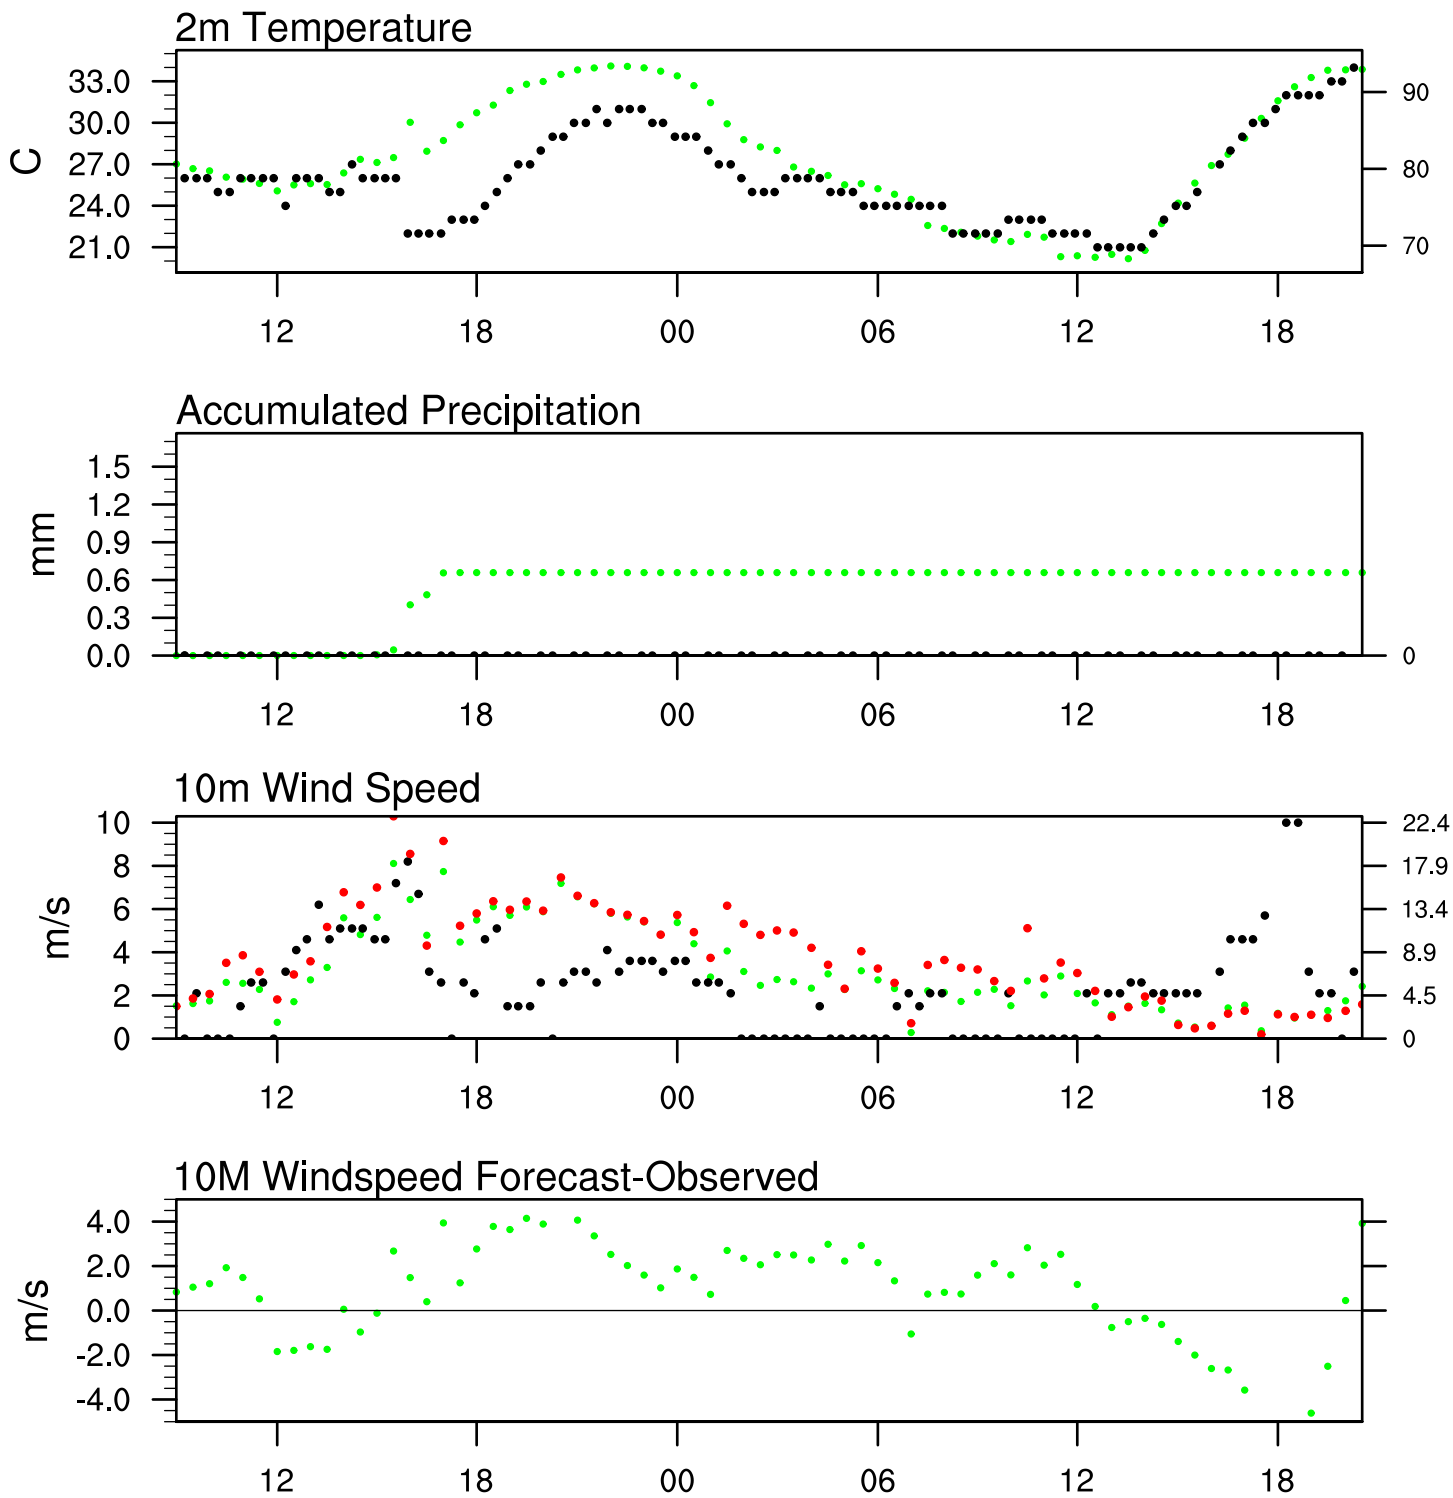 2m Temperature
33.0
30.0
27.0
24.0
21.0
C
90
80
70
12 18 00 06 12 18
Accumulated Precipitation
1.5
1.2
0.9
0.6
0.3
0.0
mm
0
12 18 00 06 12 18
10m Wind Speed
10
8
6
4
2
0
m/s
22.4
17.9
13.4
8.9
4.5
0
12 18 00 06 12 18
10M Windspeed Forecast-Observed
4.0
2.0
0.0
-2.0
-4.0
m/s
12 18 00 06 12 18